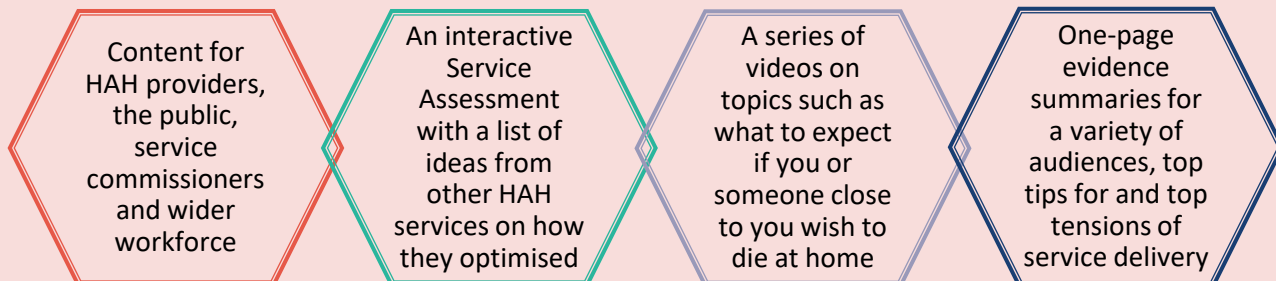 Content for
HAH providers,
the public,
service
commissioners
and wider
workforce
An interactive
Service
Assessment
with a list of
ideas from
other HAH
services on how
they optimised
A series of
videos on
topics such as
what to expect
if you or
someone close
to you wish to
die at home
One-page
evidence
summaries for
a variety of
audiences, top
tips for and top
tensions of
service delivery